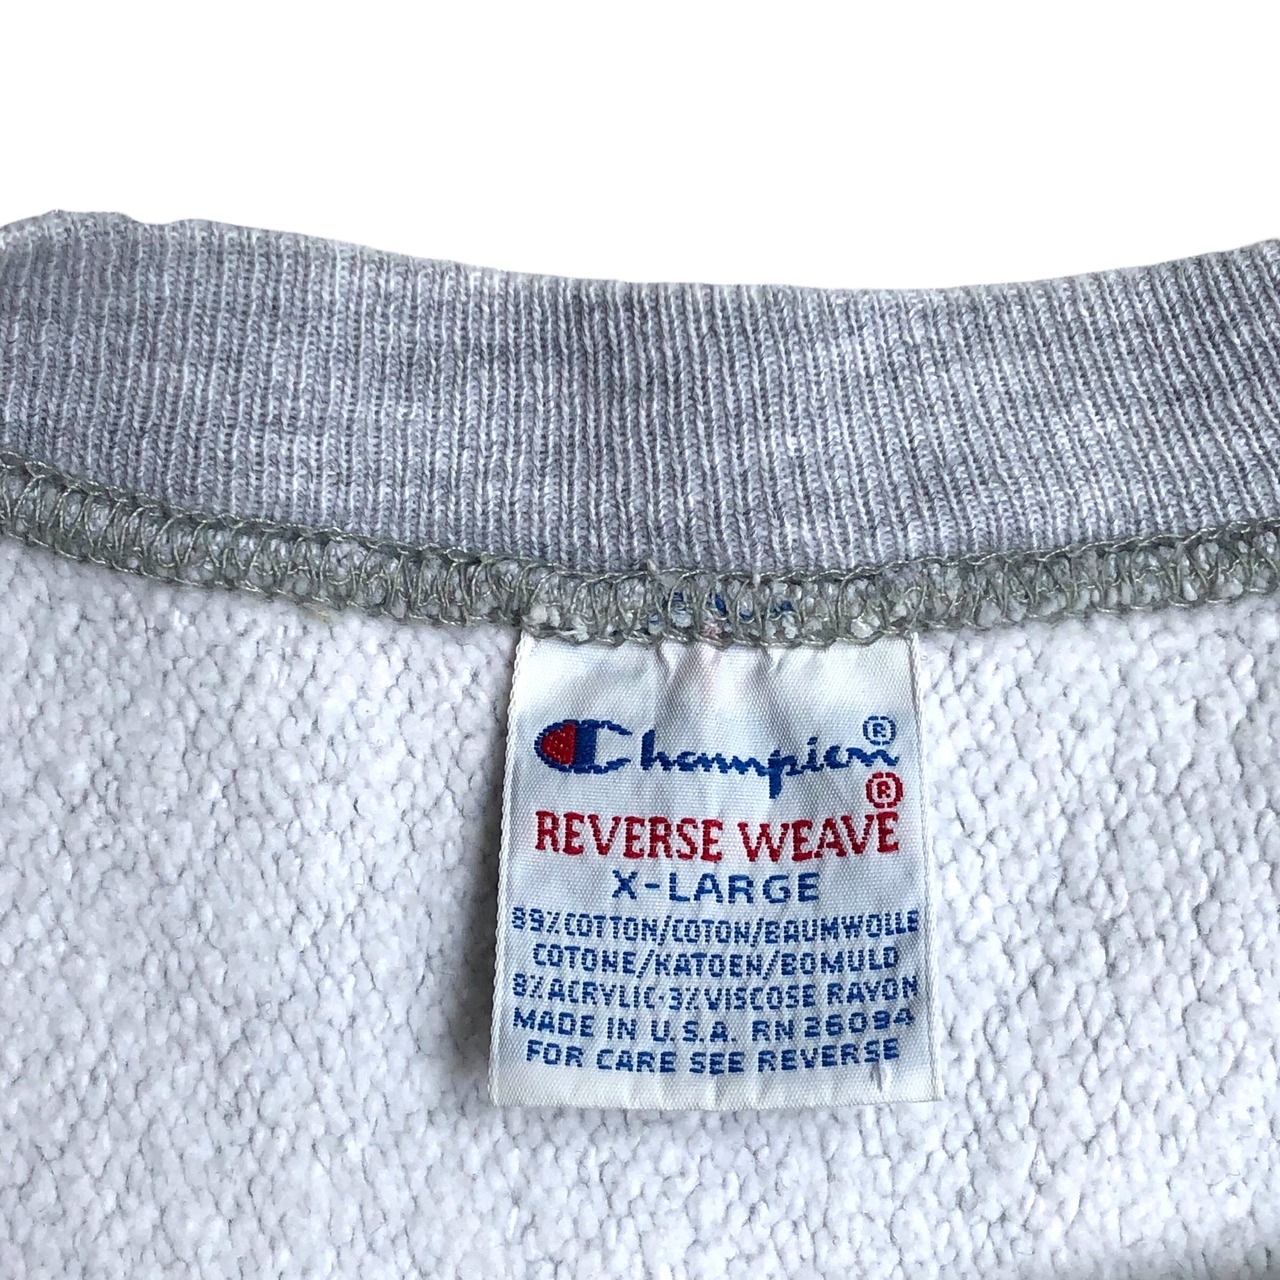 Champion®
®
REVERSE WEAVE
X-LARGE
89%COTTON/COTON/BAUMWOLLE
COTONE/KATOEN/BOMULD
8%ACRYLIC·3%VISCOSE RAYON
MADE IN U.S.A. RN 26094
FOR CARE SEE REVERSE